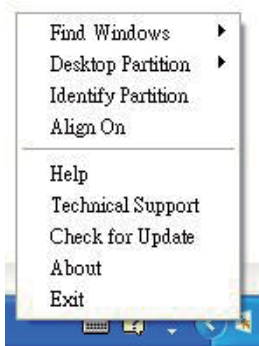 Find Windows
Desktop Partition
Identify Partition
Align On
Help
Technical Support
Check for Update
About
Exit